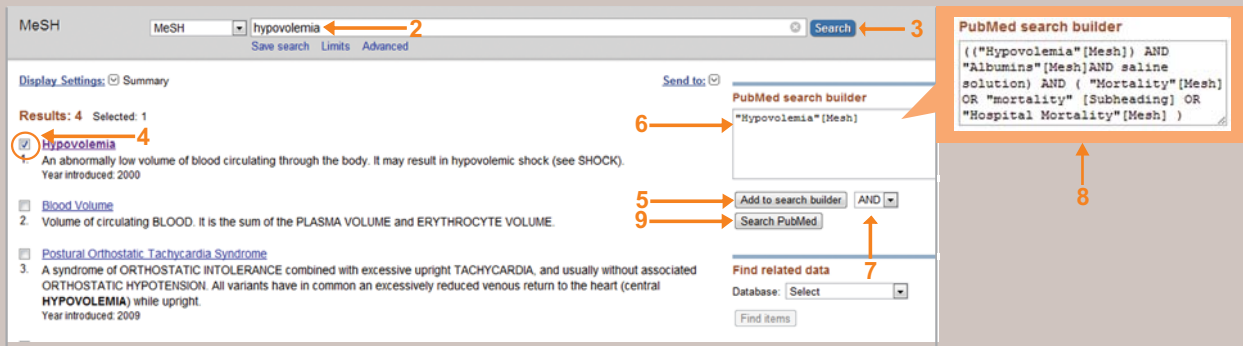 MeSH
MeSH
hypovolemia
2
Search
3
Save search Limits Advanced
Display Settings: Summary
Send to:
Results: 4 Selected: 1
4
Hypovolemia
1. An abnormally low volume of blood circulating through the body. It may result in hypovolemic shock (see SHOCK).
Year introduced: 2000
Blood Volume
2. Volume of circulating BLOOD. It is the sum of the PLASMA VOLUME and ERYTHROCYTE VOLUME.
Postural Orthostatic Tachycardia Syndrome
3. A syndrome of ORTHOSTATIC INTOLERANCE combined with excessive upright TACHYCARDIA, and usually without associated
ORTHOSTATIC HYPOTENSION. All variants have in common an excessively reduced venous return to the heart (central
HYPOVOLEMIA) while upright.
Year introduced: 2009
PubMed search builder
6
"Hypovolemia"[Mesh]
5
Add to search builder AND
9
Search PubMed
7
Find related data
Database: Select
Find items
PubMed search builder
(("Hypovolemia"[Mesh]) AND
"Albumins"[Mesh]AND saline
solution) AND ( "Mortality"[Mesh]
OR "mortality" [Subheading] OR
"Hospital Mortality"[Mesh] )
8